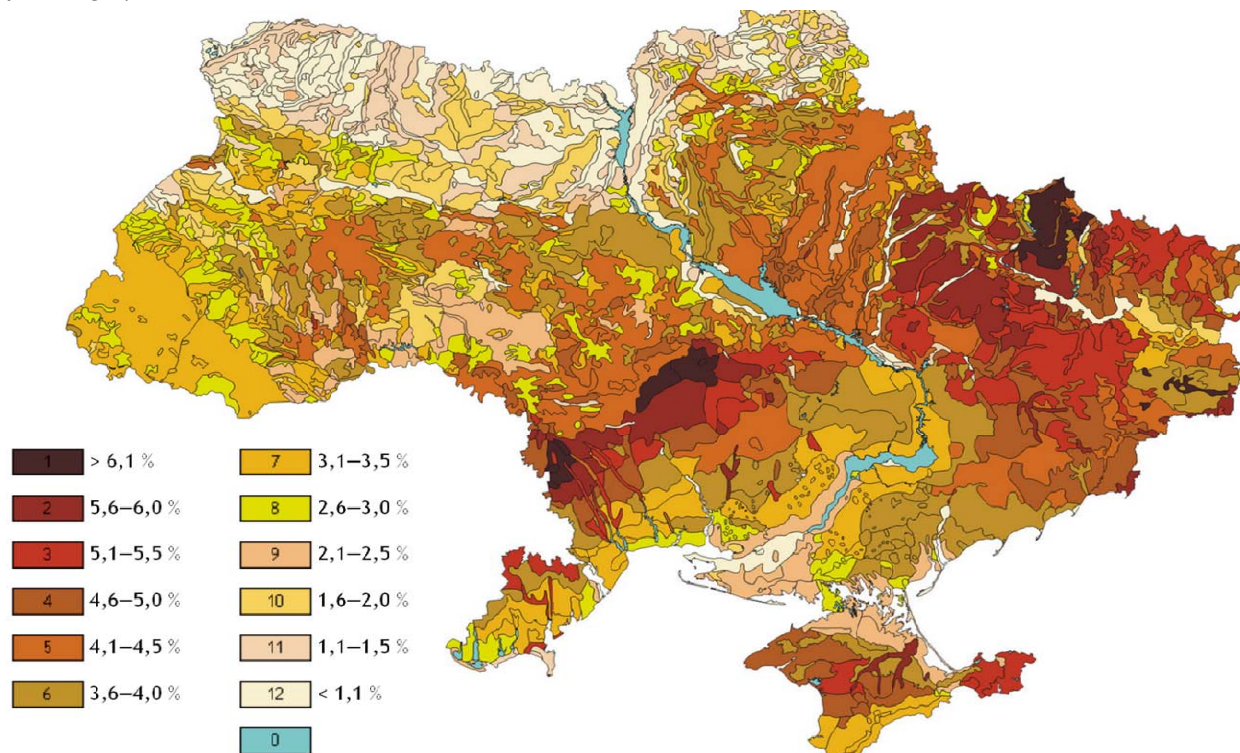 1 > 6,1 %
2 5,6–6,0 %
3 5,1–5,5 %
4 4,6–5,0 %
5 4,1–4,5 %
6 3,6–4,0 %
7 3,1–3,5 %
8 2,6–3,0 %
9 2,1–2,5 %
10 1,6–2,0 %
11 1,1–1,5 %
12 < 1,1 %
0